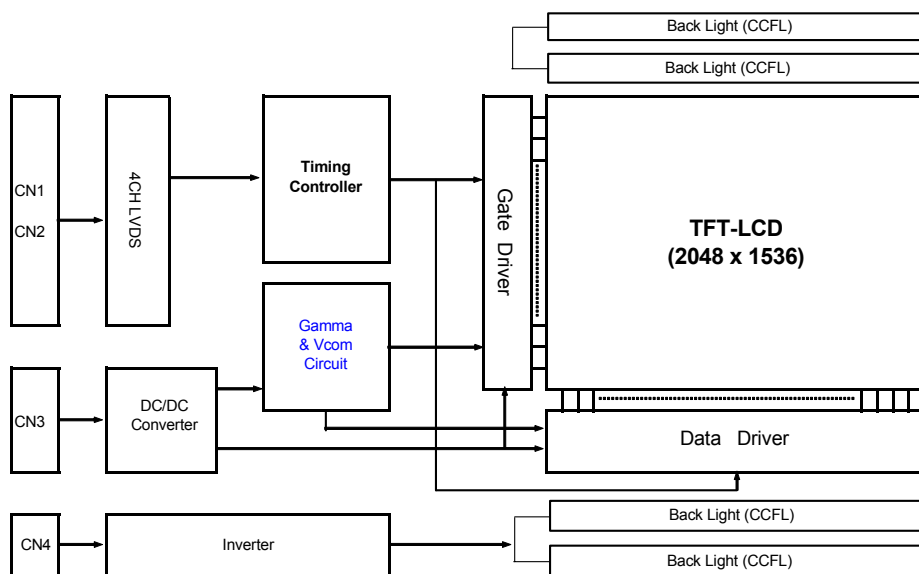 Back Light (CCFL)
Back Light (CCFL)
CN1
CN2
4CH LVDS
Timing
Controller
Gate Driver
TFT-LCD
(2048 x 1536)
Gamma
& Vcom
Circuit
CN3
DC/DC
Converter
Data Driver
CN4
Inverter
Back Light (CCFL)
Back Light (CCFL)